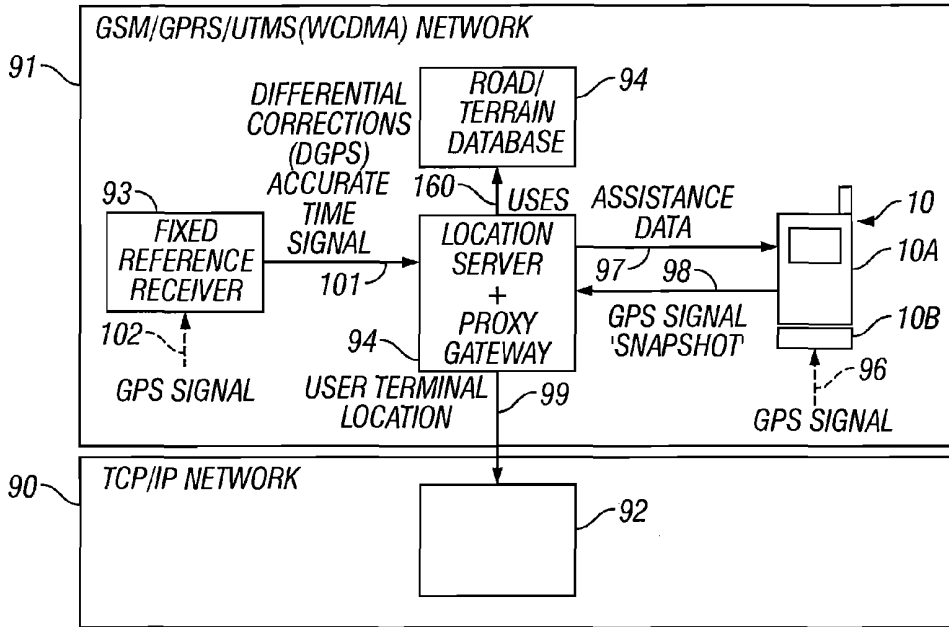 GSM/GPRS/UTMS(WCDMA) NETWORK
91
DIFFERENTIAL
CORRECTIONS
(DGPS)
ACCURATE
TIME
SIGNAL
101
ROAD/
TERRAIN
DATABASE
94
160
USES
93
FIXED
REFERENCE
RECEIVER
102
GPS SIGNAL
LOCATION
SERVER
+
PROXY
GATEWAY
94
ASSISTANCE
DATA
97
98
GPS SIGNAL
'SNAPSHOT'
10
10A
10B
96
GPS SIGNAL
USER TERMINAL
LOCATION
99
90
TCP/IP NETWORK
92